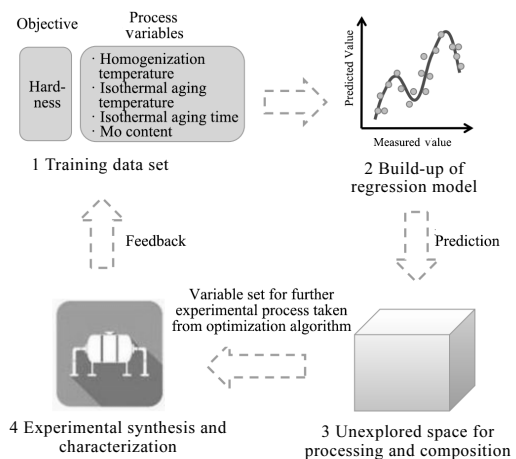 Objective
Process
variables
Hard-
ness
· Homogenization
temperature
· Isothermal aging
temperature
· Isothermal aging time
· Mo content
1 Training data set
Predicted Value
Measured value
2 Build-up of
regression model
Feedback
Prediction
Variable set for further
experimental process taken
from optimization algorithm
4 Experimental synthesis and
characterization
3 Unexplored space for
processing and composition